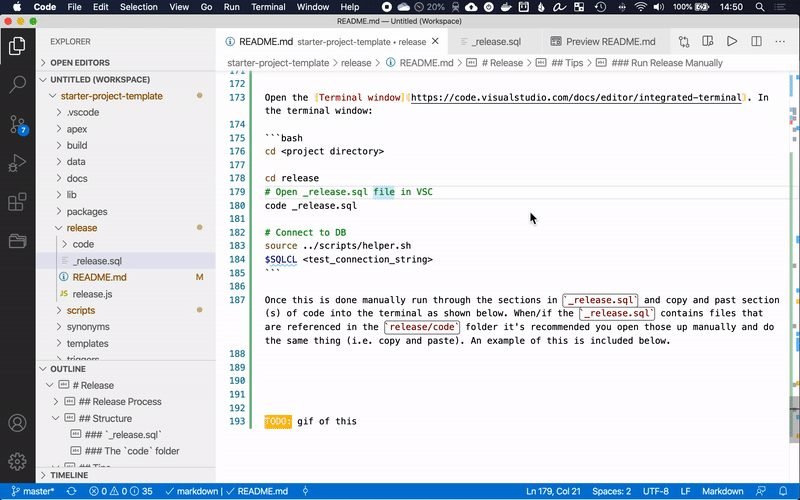 Code File Edit Selection View Go Run Terminal Window Help 20% 100% 14:50
README.md — Untitled (Workspace)
EXPLORER
README.md starter-project-template • release
_release.sql
Preview README.md
OPEN EDITORS
starter-project-template > release > README.md > # Release > ## Tips > ### Run Release Manually
UNTITLED (WORKSPACE)
starter-project-template
.vscode
apex
build
data
docs
lib
packages
release
code
_release.sql
README.md M
release.js
scripts
synonyms
templates
triggers
OUTLINE
# Release
## Release Process
## Structure
### `_release.sql`
### The `code` folder
## Tips
TIMELINE
7
171
172
173 Open the [Terminal window](https://code.visualstudio.com/docs/editor/integrated-terminal). In
the terminal window:
174
175 ```bash
176 cd <project directory>
177
178 cd release
179 # Open _release.sql file in VSC
180 code _release.sql
181
182 # Connect to DB
183 source ../scripts/helper.sh
184 $SQLCL <test_connection_string>
185 ```
186
187 Once this is done manually run through the sections in `_release.sql` and copy and past section
(s) of code into the terminal as shown below. When/if the `_release.sql` contains files that
are referenced in the `release/code` folder it's recommended you open those up manually and do
the same thing (i.e. copy and paste). An example of this is included below.
188
189
190
191
192
193 TODO: gif of this
master* 0 0 35 markdown | README.md
Ln 179, Col 21 Spaces: 2 UTF-8 LF Markdown